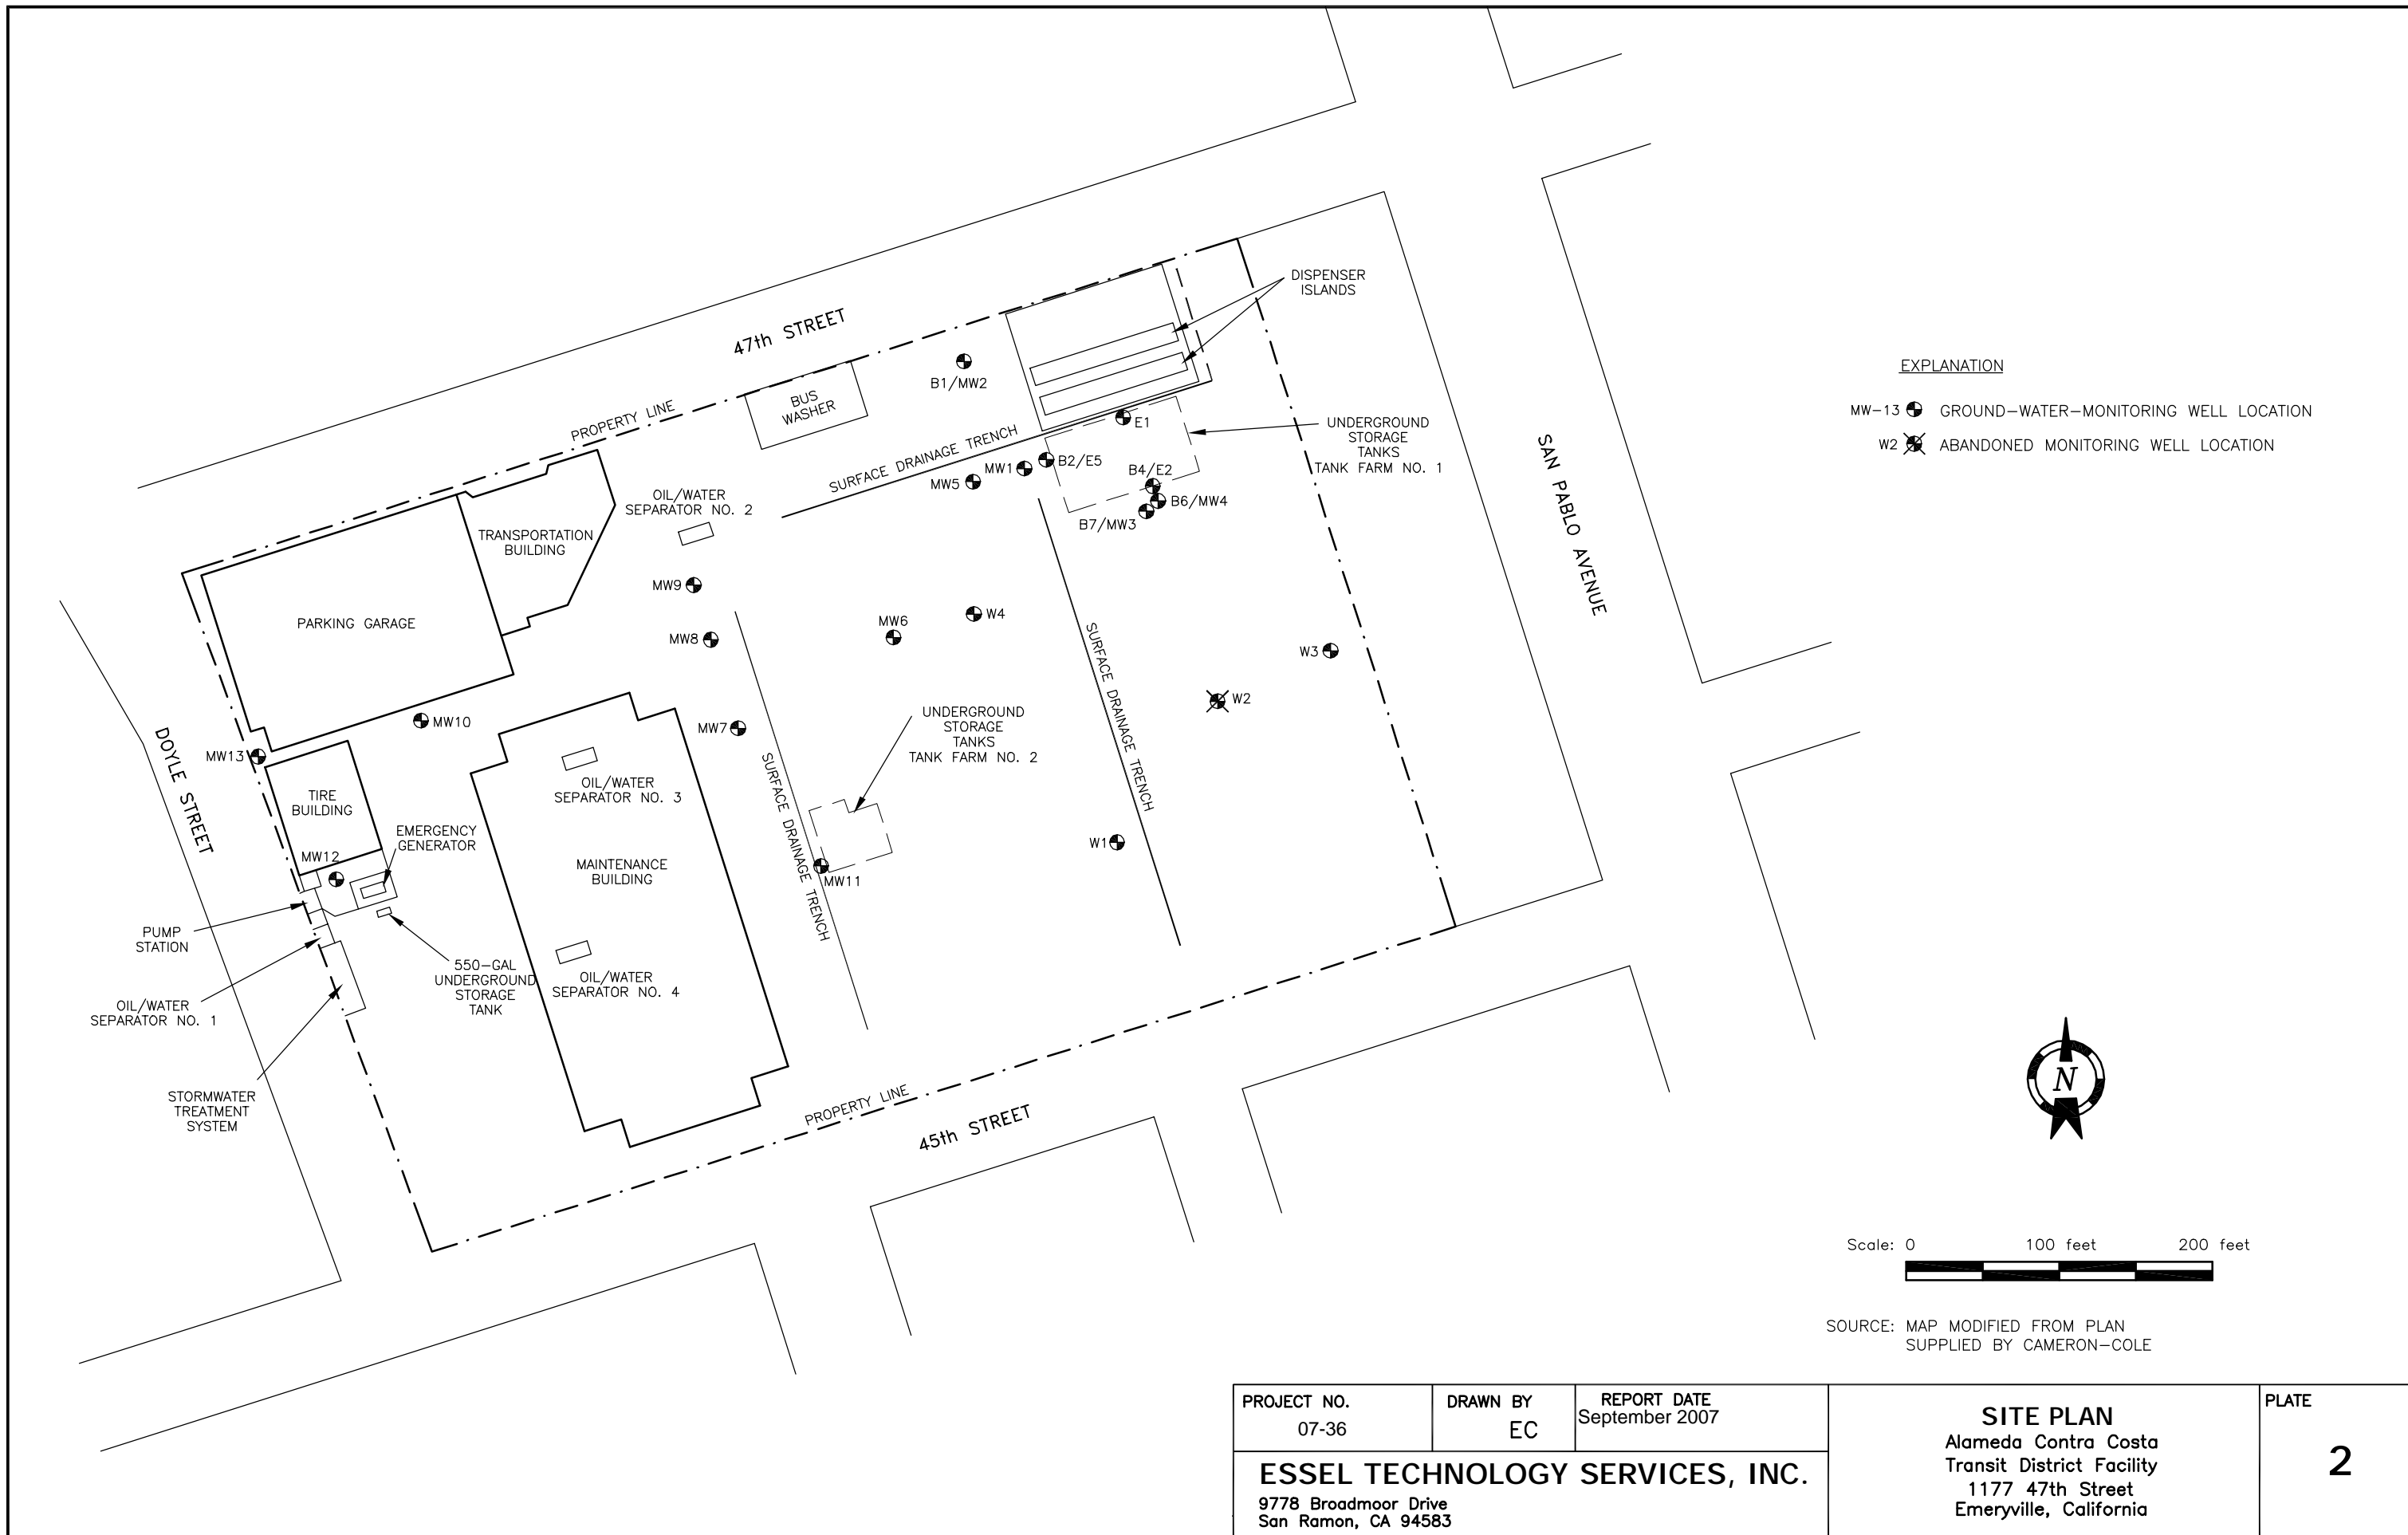 47th STREET
DISPENSER
ISLANDS
PROPERTY LINE
BUS
WASHER
B1/MW2
E1
SURFACE DRAINAGE TRENCH
MW1
B2/E5
MW5
B4/E2
B6/MW4
B7/MW3
UNDERGROUND
STORAGE
TANKS
TANK FARM NO. 1
SAN PABLO AVENUE
EXPLANATION
MW-13 GROUND-WATER-MONITORING WELL LOCATION
W2 ABANDONED MONITORING WELL LOCATION
OIL/WATER
SEPARATOR NO. 2
TRANSPORTATION
BUILDING
PARKING GARAGE
MW9
MW8
MW6
W4
SURFACE DRAINAGE TRENCH
W3
W2
MW10
MW7
UNDERGROUND
STORAGE
TANKS
TANK FARM NO. 2
DOYLE STREET
MW13
TIRE
BUILDING
OIL/WATER
SEPARATOR NO. 3
SURFACE DRAINAGE TRENCH
EMERGENCY
GENERATOR
MW12
MAINTENANCE
BUILDING
MW11
W1
PUMP
STATION
550-GAL
UNDERGROUND
STORAGE
TANK
OIL/WATER
SEPARATOR NO. 4
OIL/WATER
SEPARATOR NO. 1
STORMWATER
TREATMENT
SYSTEM
PROPERTY LINE
45th STREET
N
Scale: 0 100 feet 200 feet
SOURCE: MAP MODIFIED FROM PLAN
SUPPLIED BY CAMERON-COLE
PROJECT NO.
07-36
DRAWN BY
EC
REPORT DATE
September 2007
ESSEL TECHNOLOGY SERVICES, INC.
9778 Broadmoor Drive
San Ramon, CA 94583
SITE PLAN
Alameda Contra Costa
Transit District Facility
1177 47th Street
Emeryville, California
PLATE
2